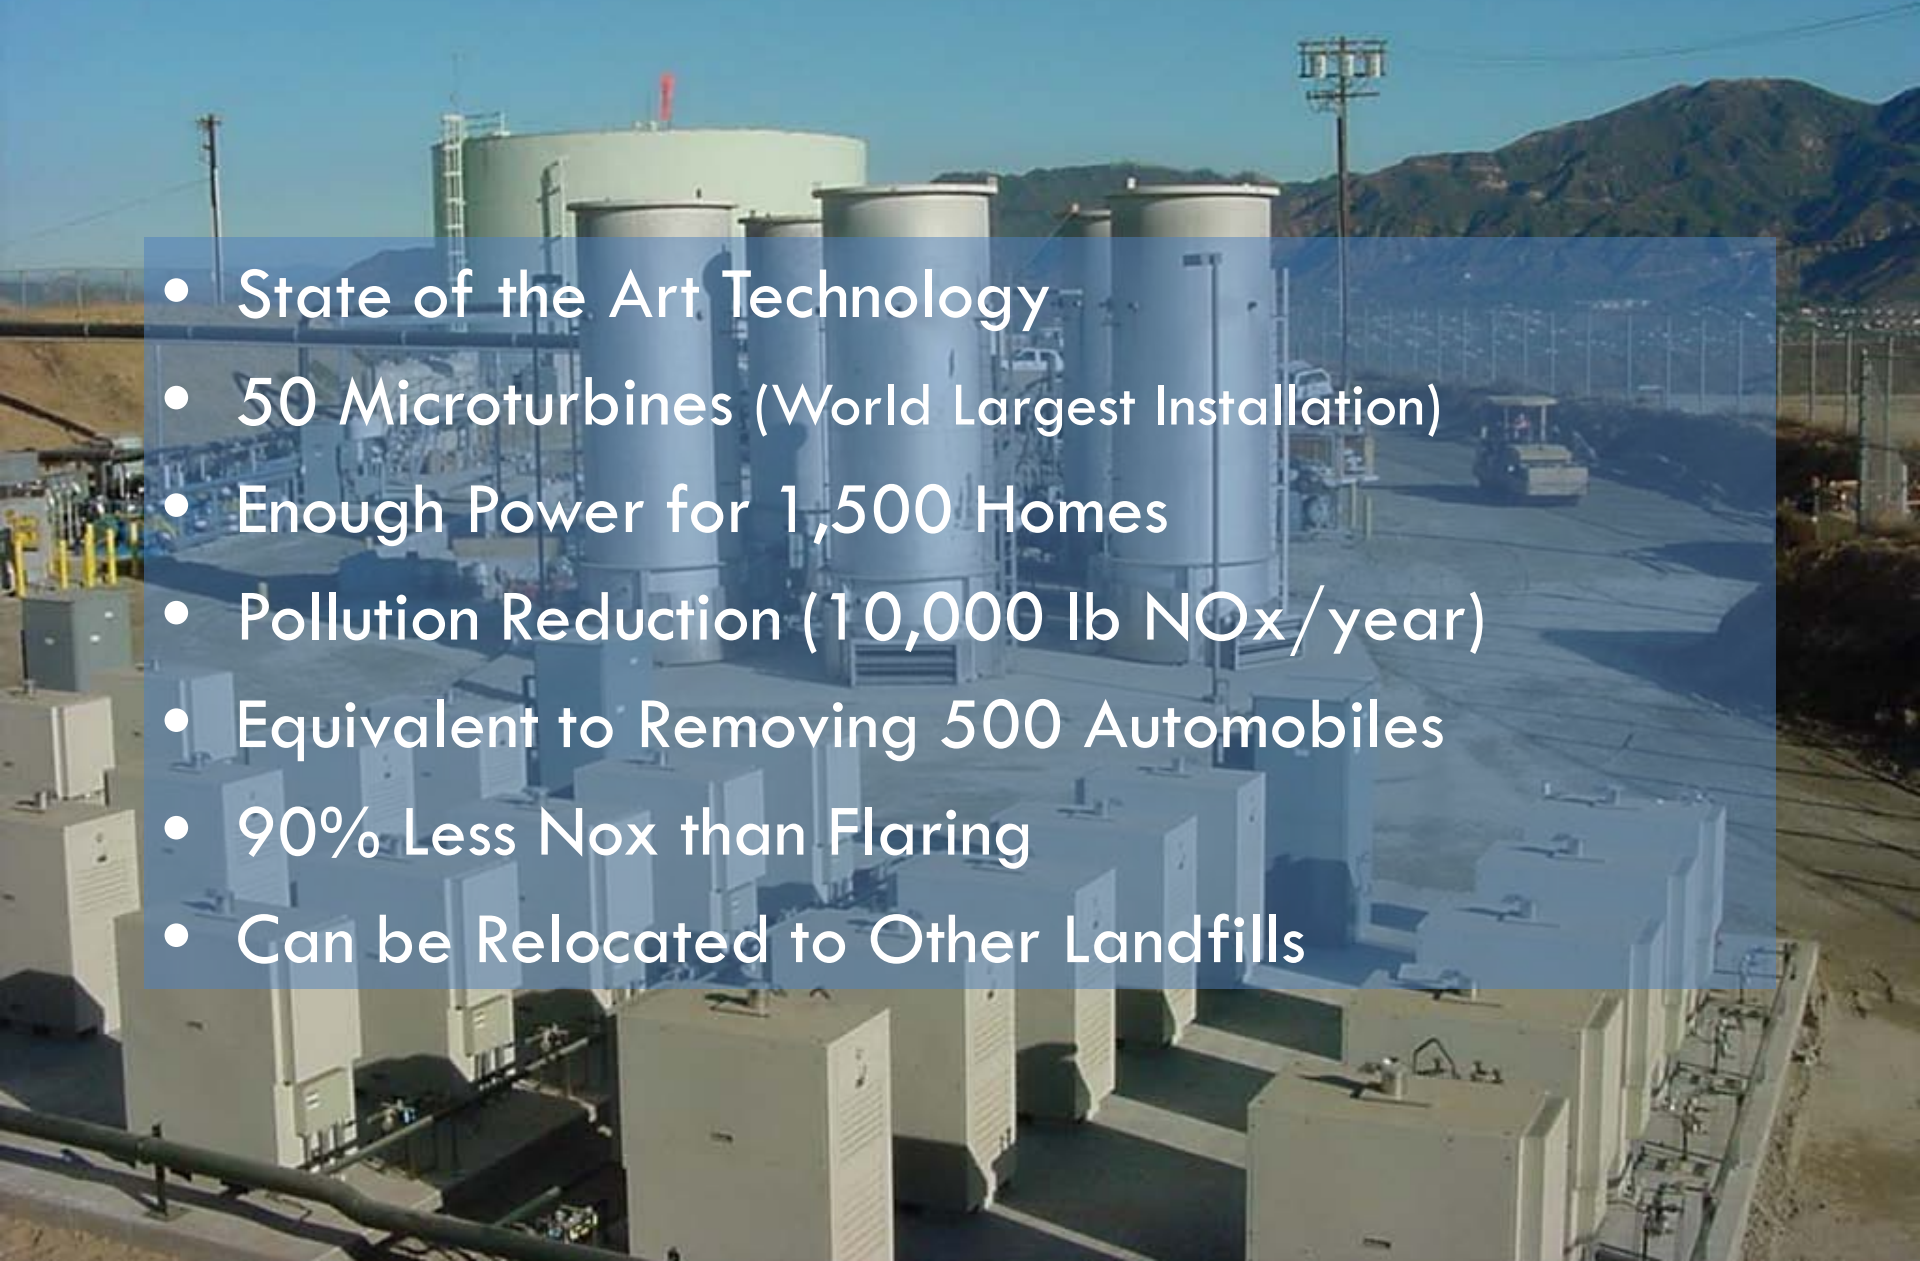 • State of the Art Technology
• 50 Microturbines (World Largest Installation)
• Enough Power for 1,500 Homes
• Pollution Reduction (10,000 lb NOx/year)
• Equivalent to Removing 500 Automobiles
• 90% Less Nox than Flaring
• Can be Relocated to Other Landfills